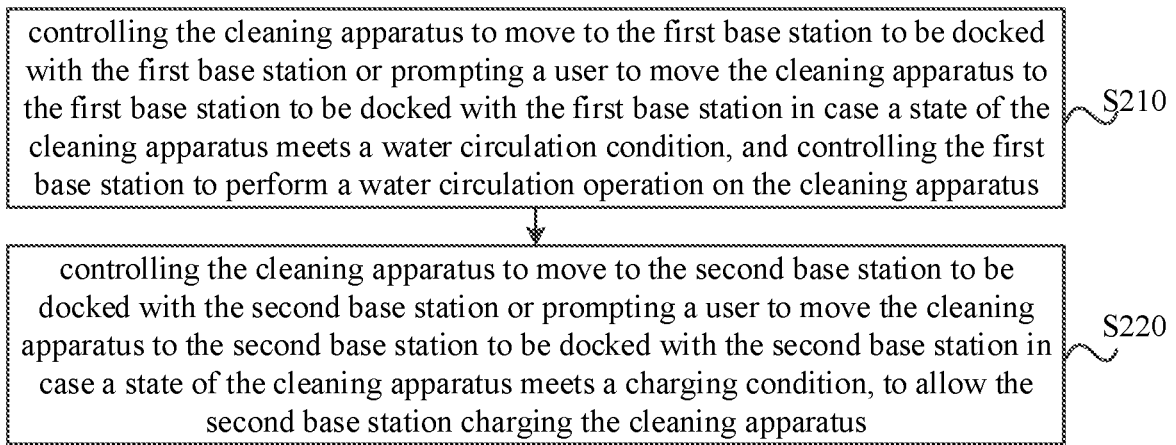 controlling the cleaning apparatus to move to the first base station to be docked
with the first base station or prompting a user to move the cleaning apparatus to
the first base station to be docked with the first base station in case a state of the
cleaning apparatus meets a water circulation condition, and controlling the first
base station to perform a water circulation operation on the cleaning apparatus
S210
controlling the cleaning apparatus to move to the second base station to be
docked with the second base station or prompting a user to move the cleaning
apparatus to the second base station to be docked with the second base station in
case a state of the cleaning apparatus meets a charging condition, to allow the
second base station charging the cleaning apparatus
S220